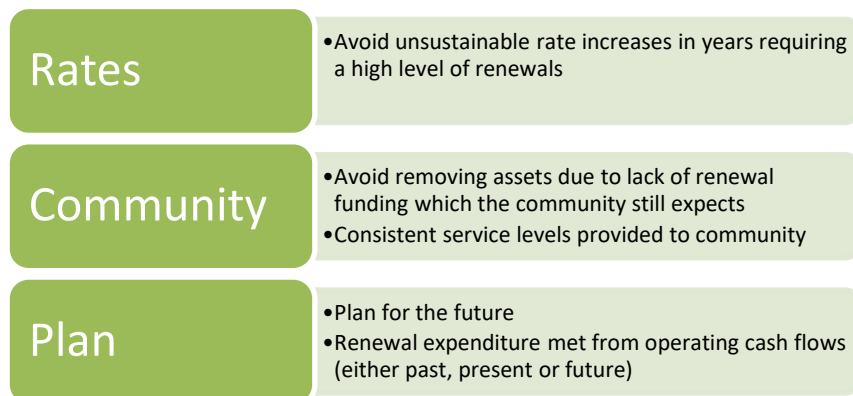 Rates
•Avoid unsustainable rate increases in years requiring
a high level of renewals
Community
•Avoid removing assets due to lack of renewal
funding which the community still expects
•Consistent service levels provided to community
Plan
•Plan for the future
•Renewal expenditure met from operating cash flows
(either past, present or future)